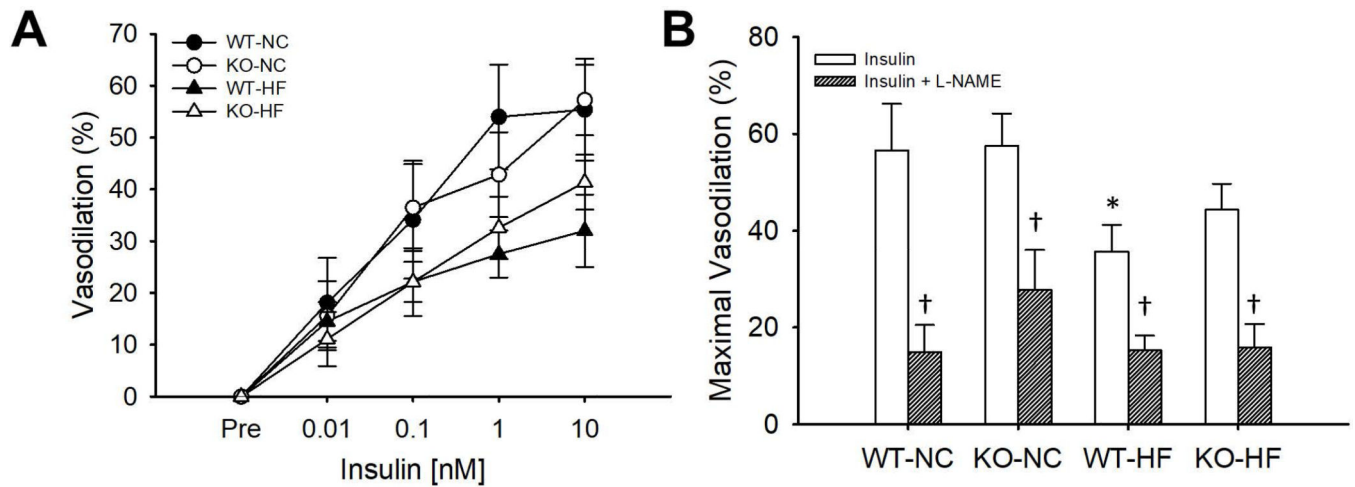 A
Vasodilation (%)
70
60
50
40
30
20
10
0
WT-NC
KO-NC
WT-HF
KO-HF
Pre 0.01 0.1 1 10
Insulin [nM]
B
Maximal Vasodilation (%)
80
60
40
20
0
Insulin
Insulin + L-NAME
†
†
*
†
†
WT-NC KO-NC WT-HF KO-HF